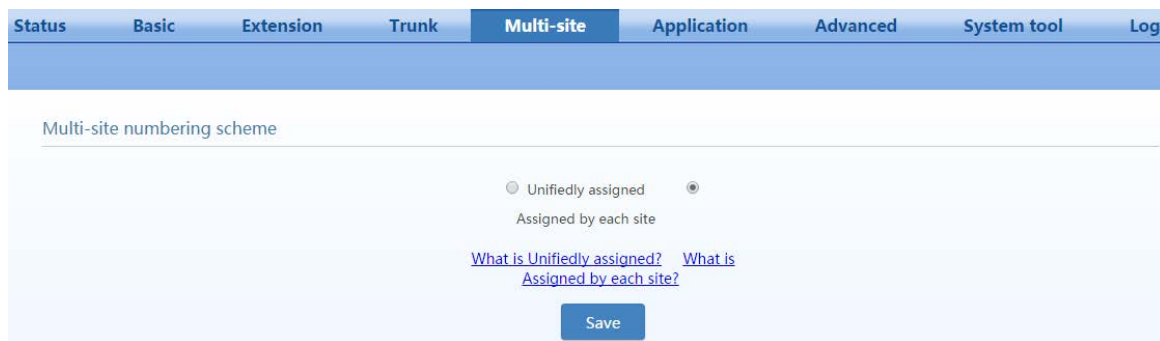 Status Basic Extension Trunk Multi-site Application Advanced System tool Log
Multi-site numbering scheme
Unifiedly assigned
Assigned by each site
What is Unifiedly assigned? What is
Assigned by each site?
Save